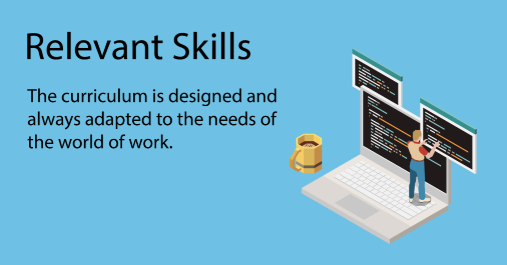 Relevant Skills
The curriculum is designed and
always adapted to the needs of
the world of work.